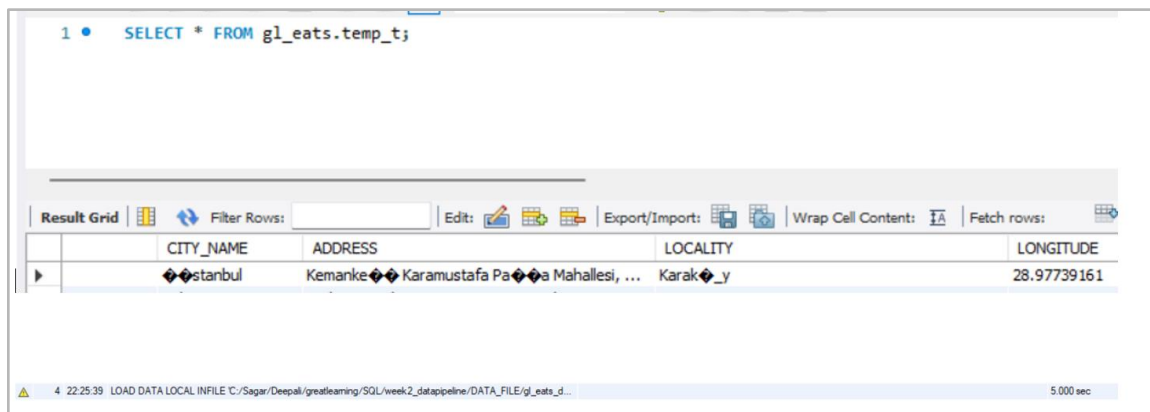 1 SELECT * FROM gl_eats.temp_t;
Result Grid Filter Rows: Edit: Export/Import: Wrap Cell Content: IA Fetch rows:
CITY_NAME ADDRESS LOCALITY LONGITUDE
��stanbul Kemanke�� Karamustafa Pa��a Mahallesi, ... Karak�_y 28.97739161
4 22:25:39 LOAD DATA LOCAL INFILE 'C:/Sagar/Deepali/greatlearning/SQL/week2_datapipeline/DATA_FILE/gl_eats_d... 5.000 sec